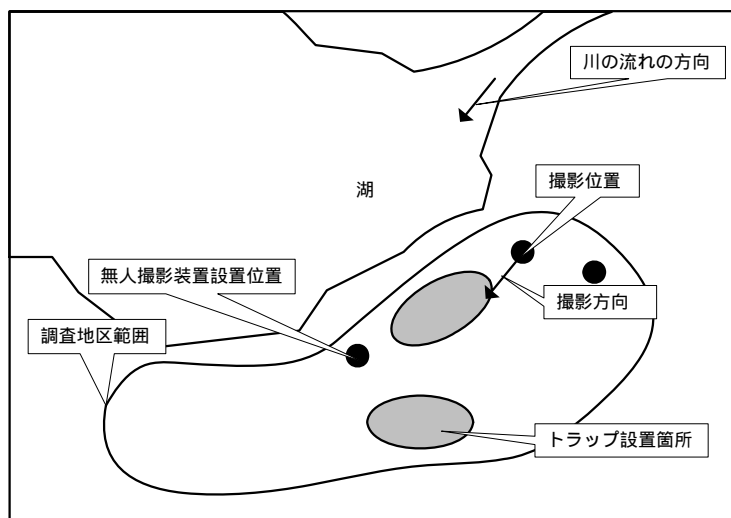 川の流れの方向
撮影位置
湖
無人撮影装置設置位置
撮影方向
調査地区範囲
トラップ設置箇所